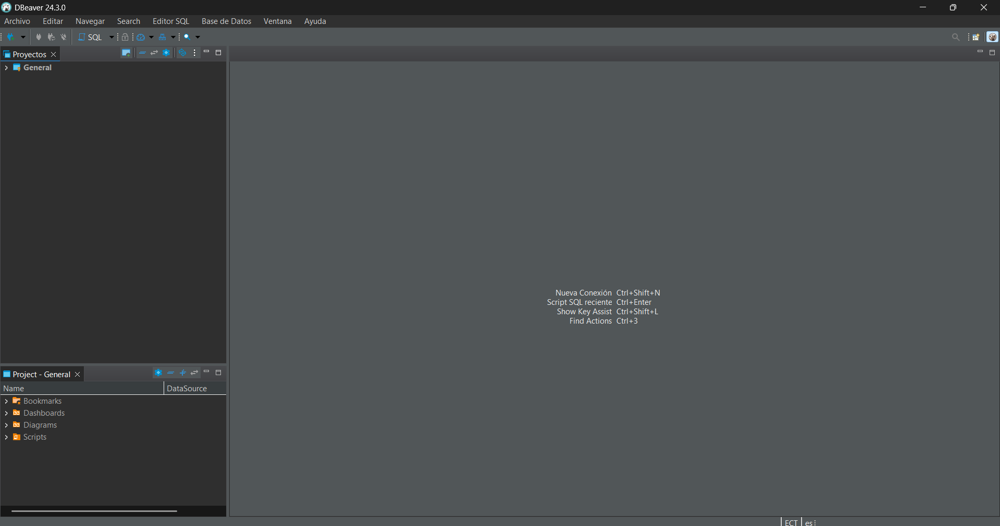 DBeaver 24.3.0
Archivo Editar Navegar Search Editor SQL Base de Datos Ventana Ayuda
SQL
Proyectos
General
Nueva Conexión Ctrl+Shift+N
Script SQL reciente Ctrl+Enter
Show Key Assist Ctrl+Shift+L
Find Actions Ctrl+3
Project - General
Name DataSource
Bookmarks
Dashboards
Diagrams
Scripts
ECT es